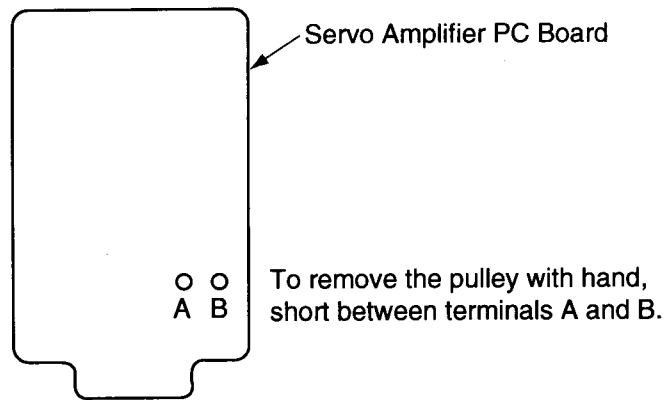 Servo Amplifier PC Board
A B
To remove the pulley with hand,
short between terminals A and B.